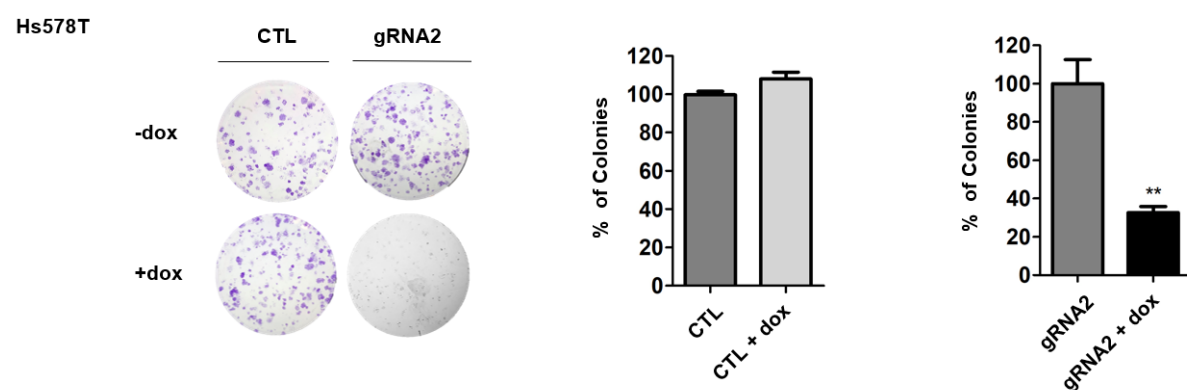 Hs578T
CTL gRNA2
-dox
+dox
% of Colonies
120
100
80
60
40
20
0
CTL
CTL + dox
% of Colonies
120
100
80
60
40
20
0
**
gRNA2
gRNA2 + dox